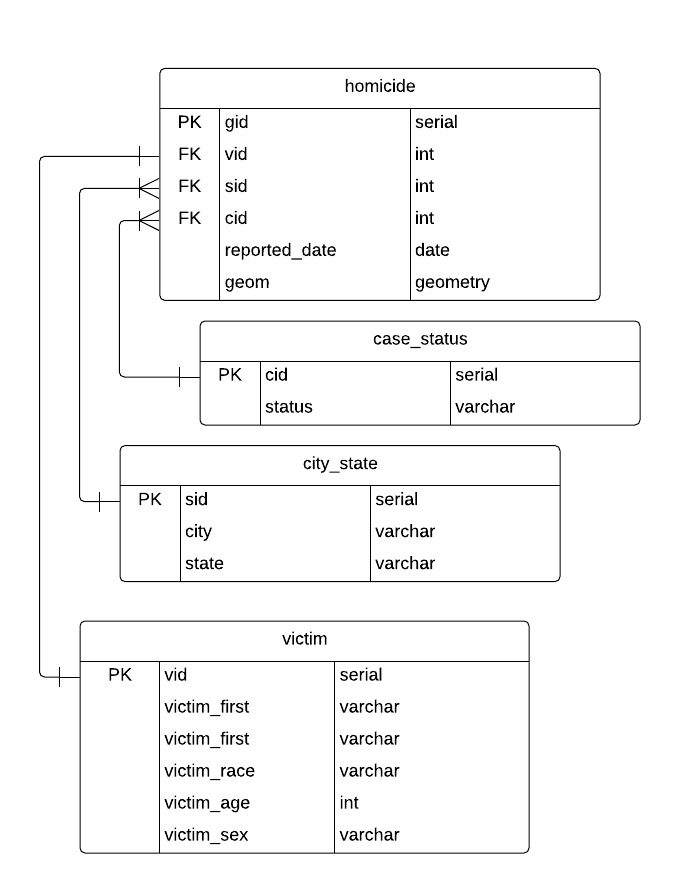 homicide
PK gid serial
FK vid int
FK sid int
FK cid int
reported_date date
geom geometry
case_status
PK cid serial
status varchar
city_state
PK sid serial
city varchar
state varchar
victim
PK vid serial
victim_first varchar
victim_first varchar
victim_race varchar
victim_age int
victim_sex varchar